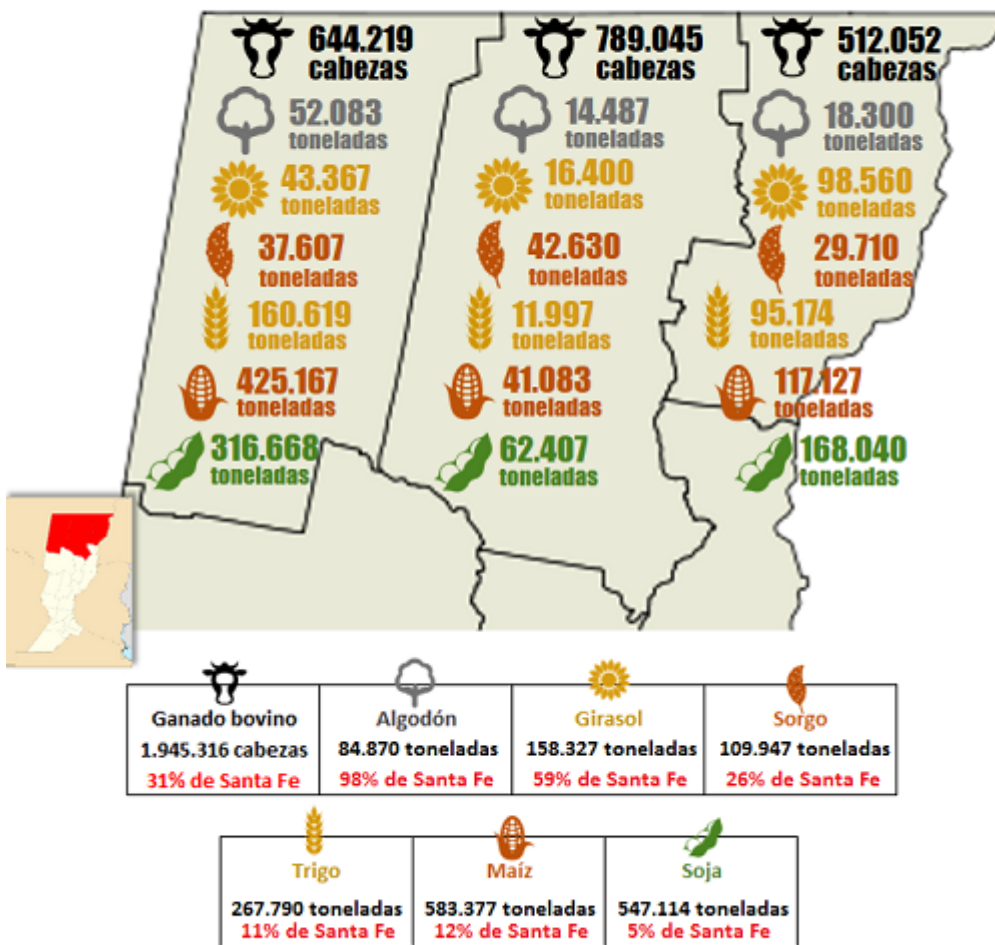 644.219
cabezas
789.045
cabezas
512.052
cabezas
52.083
toneladas
14.487
toneladas
18.300
toneladas
43.367
toneladas
16.400
toneladas
98.560
toneladas
37.607
toneladas
42.630
toneladas
29.710
toneladas
160.619
toneladas
11.997
toneladas
95.174
toneladas
425.167
toneladas
41.083
toneladas
117.127
toneladas
316.668
toneladas
62.407
toneladas
168.040
toneladas
Ganado bovino
1.945.316 cabezas
31% de Santa Fe
Algodón
84.870 toneladas
98% de Santa Fe
Girasol
158.327 toneladas
59% de Santa Fe
Sorgo
109.947 toneladas
26% de Santa Fe
Trigo
267.790 toneladas
11% de Santa Fe
Maíz
583.377 toneladas
12% de Santa Fe
Soja
547.114 toneladas
5% de Santa Fe